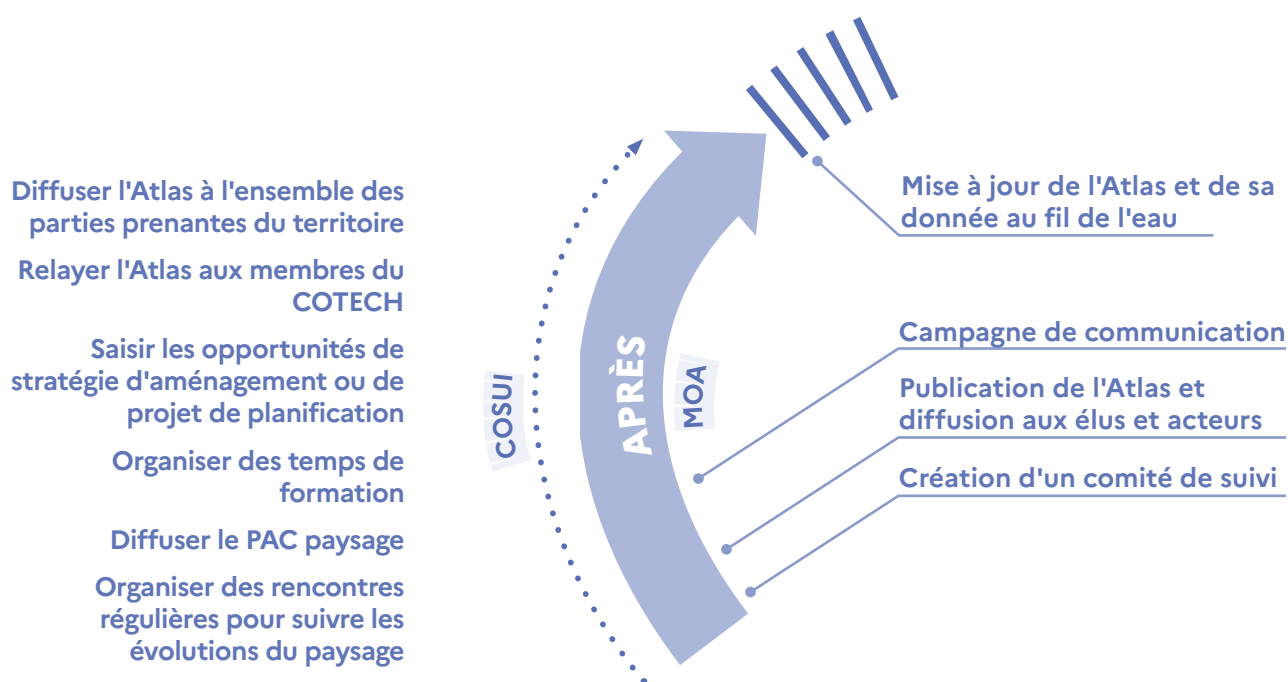 Diffuser l'Atlas à l'ensemble des
parties prenantes du territoire
Relayer l'Atlas aux membres du
COTECH
Saisir les opportunités de
stratégie d'aménagement ou de
projet de planification
Organiser des temps de
formation
Diffuser le PAC paysage
Organiser des rencontres
régulières pour suivre les
évolutions du paysage
COSUI
APRÈS
MOA
Mise à jour de l'Atlas et de sa
donnée au fil de l'eau
Campagne de communication
Publication de l'Atlas et
diffusion aux élus et acteurs
Création d'un comité de suivi